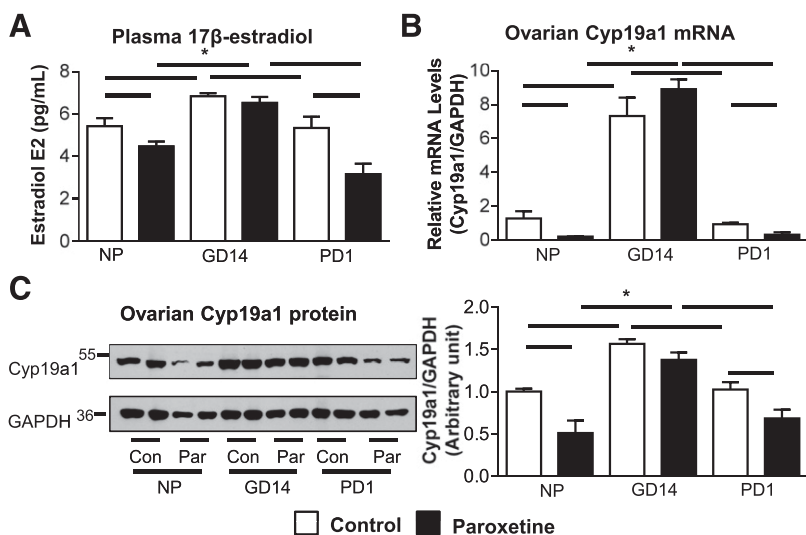 A
Plasma 17β-estradiol
*
Estradiol E2 (pg/mL)
8
6
4
2
0
NP
GD14
PD1
B
Ovarian Cyp19a1 mRNA
*
Relative mRNA Levels
(Cyp19a1/GAPDH)
10
8
6
4
2
0
NP
GD14
PD1
C
Ovarian Cyp19a1 protein
Cyp19a1
55
GAPDH
36
Con Par Con Par Con Par
NP GD14 PD1
*
Cyp19a1/GAPDH
(Arbitrary unit)
2.0
1.5
1.0
0.5
0.0
NP
GD14
PD1
Control Paroxetine